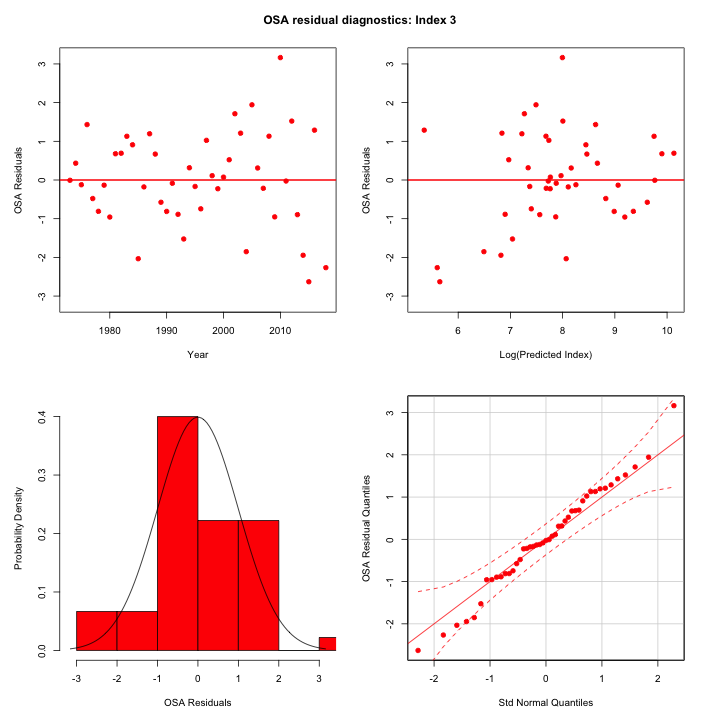 OSA residual diagnostics: Index 3
OSA Residuals
3
2
1
0
-1
-2
-3
1980 1990 2000 2010
Year
OSA Residuals
3
2
1
0
-1
-2
-3
6 7 8 9 10
Log(Predicted Index)
Probability Density
0.4
0.3
0.2
0.1
0.0
-3 -2 -1 0 1 2 3
OSA Residuals
OSA Residual Quantiles
3
2
1
0
-1
-2
-2 -1 0 1 2
Std Normal Quantiles